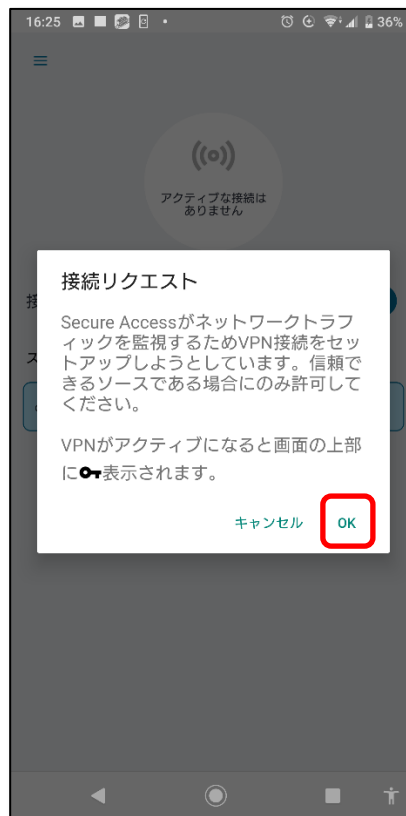 16:25
36%
アクティブな接続は
ありません
接続リクエスト
接
Secure Accessがネットワークトラフ
ィックを監視するためVPN接続をセッ
トアップしようとしています。信頼で
きるソースである場合にのみ許可して
ください。
ス
VPNがアクティブになると画面の上部
に表示されます。
キャンセル
OK